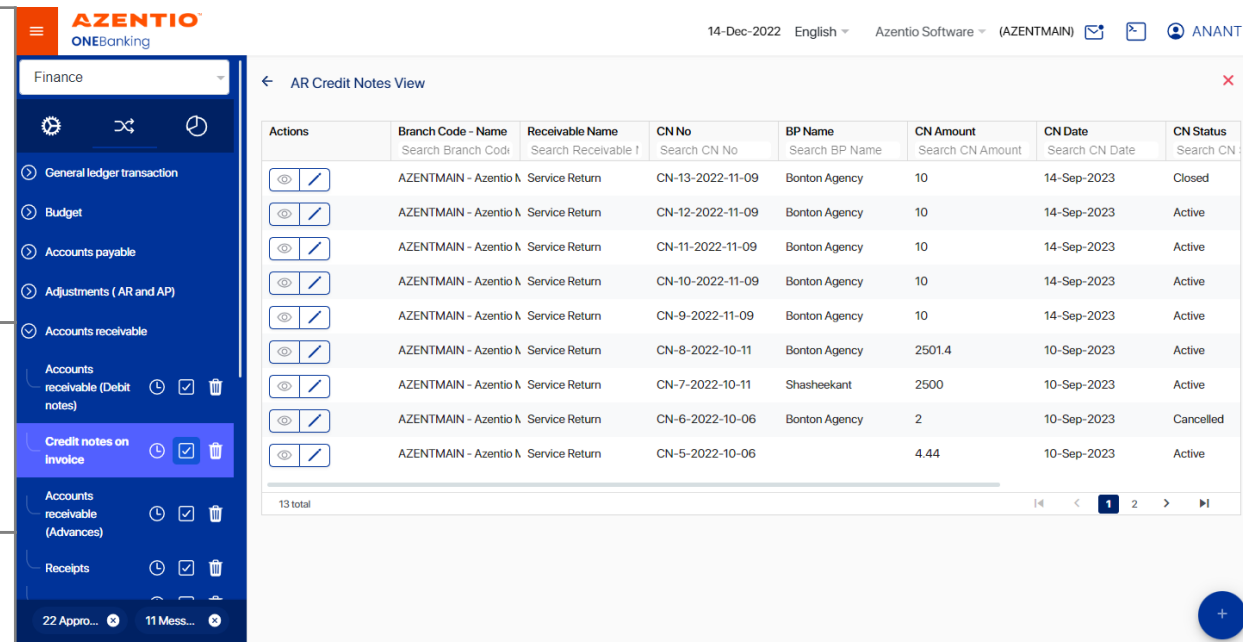 AZENTIO
ONEBanking
14-Dec-2022 English Azentio Software (AZENTMAIN) ANANT
Finance
AR Credit Notes View
General ledger transaction
Budget
Accounts payable
Adjustments ( AR and AP)
Accounts receivable
Accounts
receivable (Debit
notes)
Credit notes on
invoice
Accounts
receivable
(Advances)
Receipts
22 Appro... 11 Mess...
Actions Branch Code - Name Receivable Name CN No BP Name CN Amount CN Date CN Status
Search Branch Code Search Receivable Search CN No Search BP Name Search CN Amount Search CN Date Search CN
AZENTMAIN - Azentio Service Return CN-13-2022-11-09 Bonton Agency 10 14-Sep-2023 Closed
AZENTMAIN - Azentio Service Return CN-12-2022-11-09 Bonton Agency 10 14-Sep-2023 Active
AZENTMAIN - Azentio Service Return CN-11-2022-11-09 Bonton Agency 10 14-Sep-2023 Active
AZENTMAIN - Azentio Service Return CN-10-2022-11-09 Bonton Agency 10 14-Sep-2023 Active
AZENTMAIN - Azentio Service Return CN-9-2022-11-09 Bonton Agency 10 14-Sep-2023 Active
AZENTMAIN - Azentio Service Return CN-8-2022-10-11 Bonton Agency 2501.4 10-Sep-2023 Active
AZENTMAIN - Azentio Service Return CN-7-2022-10-11 Shasheekant 2500 10-Sep-2023 Active
AZENTMAIN - Azentio Service Return CN-6-2022-10-06 Bonton Agency 2 10-Sep-2023 Cancelled
AZENTMAIN - Azentio Service Return CN-5-2022-10-06 4.44 10-Sep-2023 Active
13 total 1 2